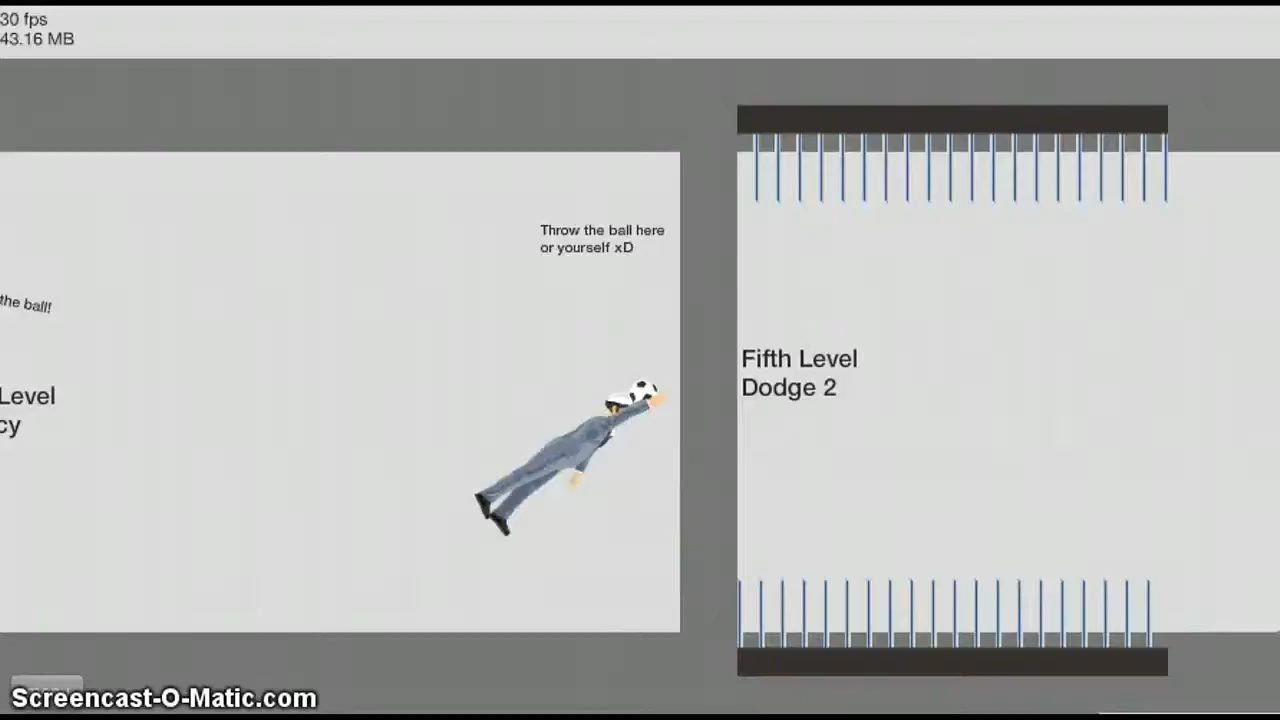 30 fps
43.16 MB
Throw the ball here
or yourself xD
the ball!
Level
cy
Fifth Level
Dodge 2
Screencast-O-Matic.com